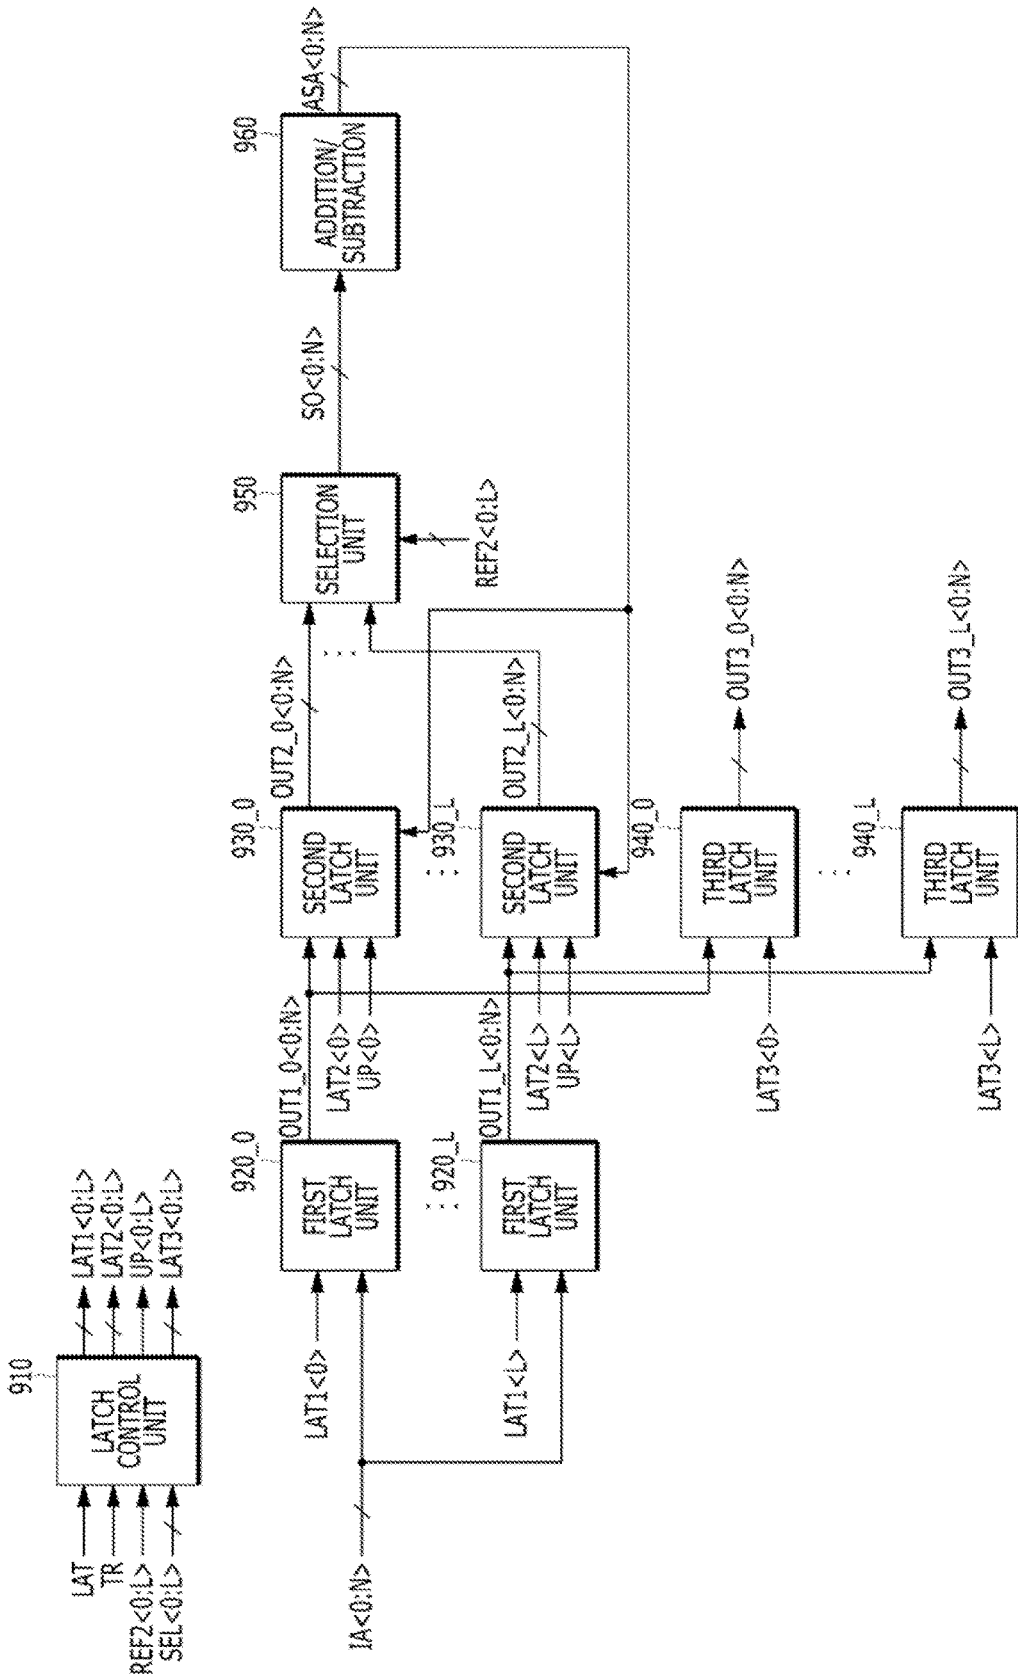 910
LAT
TR
REF2<0:L>
SEL<0:L>
LATCH
CONTROL
UNIT
LAT1<0:L>
LAT2<0:L>
UP<0:L>
LAT3<0:L>
IA<0:N>
LAT1<0>
920_0
FIRST
LATCH
UNIT
OUT1_0<0:N>
LAT2<0>
UP<0>
930_0
SECOND
LATCH
UNIT
OUT2_0<0:N>
950
SELECTION
UNIT
REF2<0:L>
SO<0:N>
960
ADDITION/
SUBTRACTION
ASA<0:N>
LAT1<L>
920_L
FIRST
LATCH
UNIT
OUT1_L<0:N>
LAT2<L>
UP<L>
930_L
SECOND
LATCH
UNIT
OUT2_L<0:N>
LAT3<0>
940_0
THIRD
LATCH
UNIT
OUT3_0<0:N>
LAT3<L>
940_L
THIRD
LATCH
UNIT
OUT3_L<0:N>